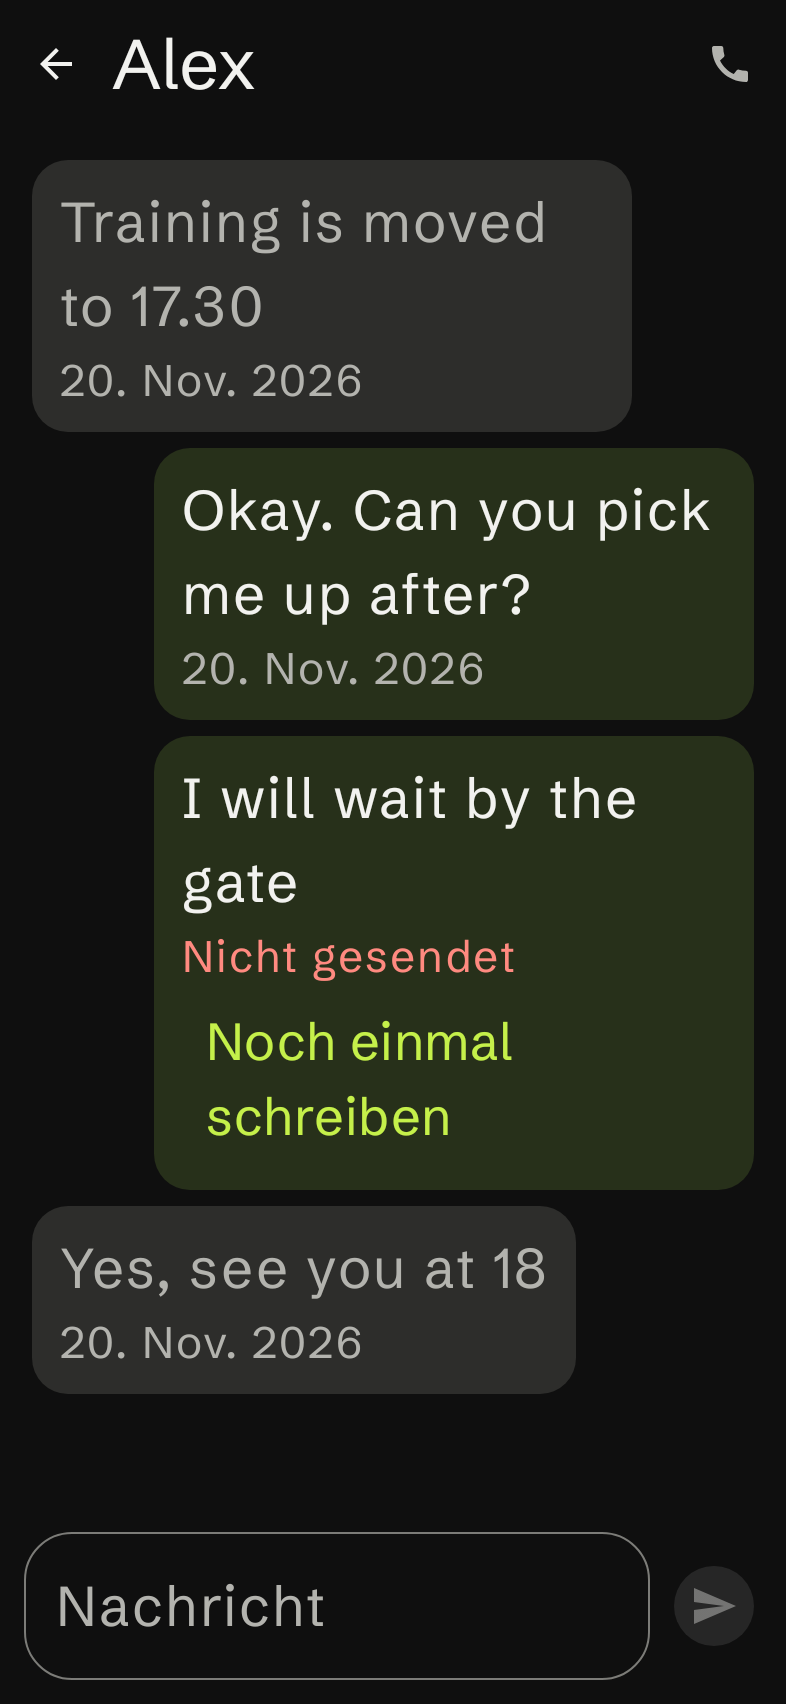 Alex
Training is moved
to 17.30
20. Nov. 2026
Okay. Can you pick
me up after?
20. Nov. 2026
I will wait by the
gate
Nicht gesendet
Noch einmal
schreiben
Yes, see you at 18
20. Nov. 2026
Nachricht